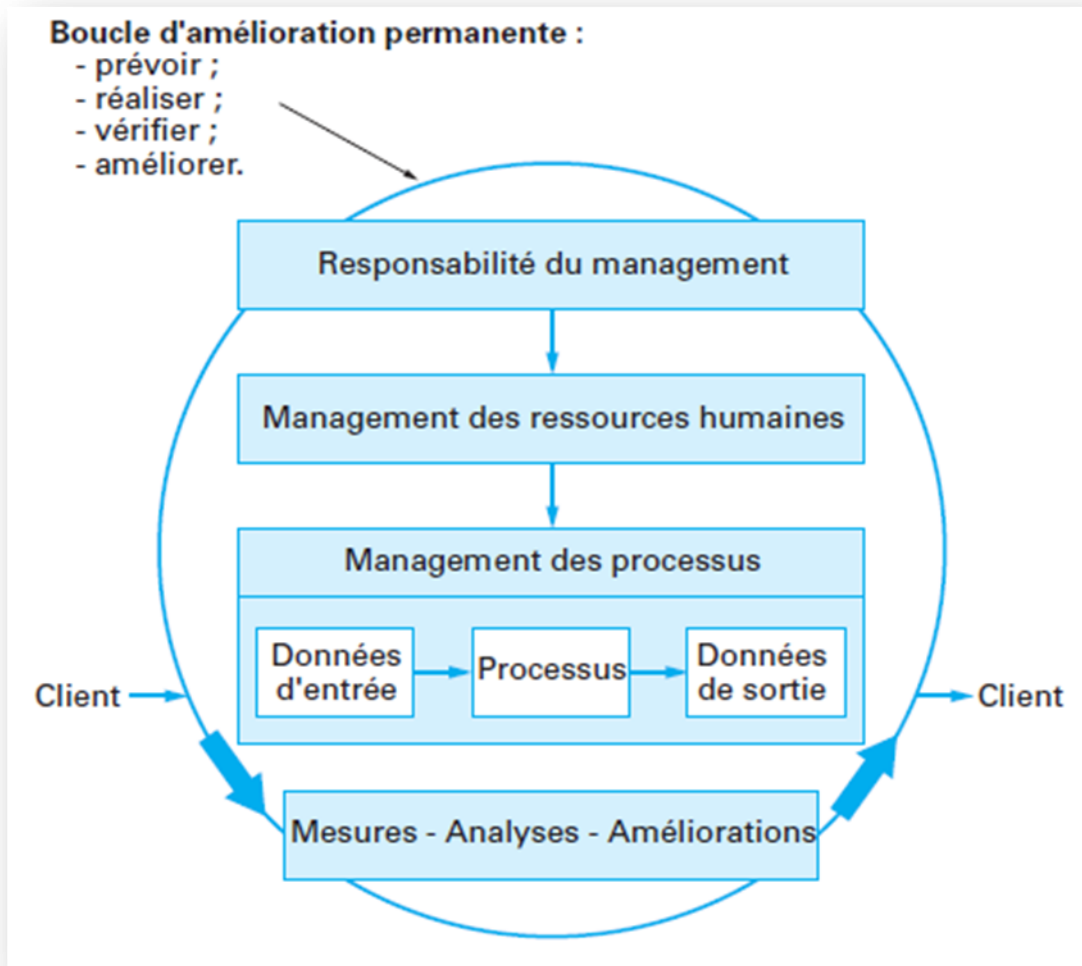 Boucle d'amélioration permanente :
- prévoir ;
- réaliser ;
- vérifier ;
- améliorer.
Responsabilité du management
Management des ressources humaines
Management des processus
Données
d'entrée
Processus
Données
de sortie
Client
Client
Mesures - Analyses - Améliorations